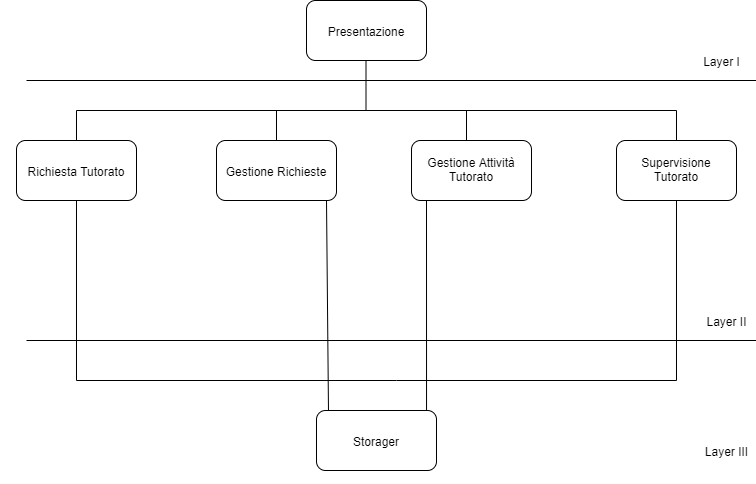 Presentazione
Layer I
Richiesta Tutorato
Gestione Richieste
Gestione Attività
Tutorato
Supervisione
Tutorato
Layer II
Storager
Layer III